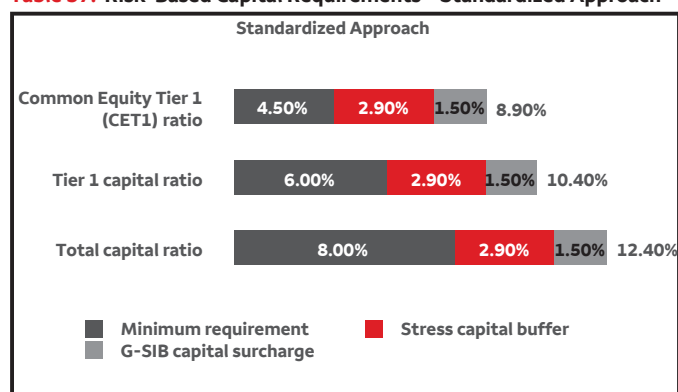 Standardized Approach
Common Equity Tier 1
(CET1) ratio
4.50% 2.90% 1.50% 8.90%
Tier 1 capital ratio
6.00% 2.90% 1.50% 10.40%
Total capital ratio
8.00% 2.90% 1.50% 12.40%
Minimum requirement
Stress capital buffer
G-SIB capital surcharge